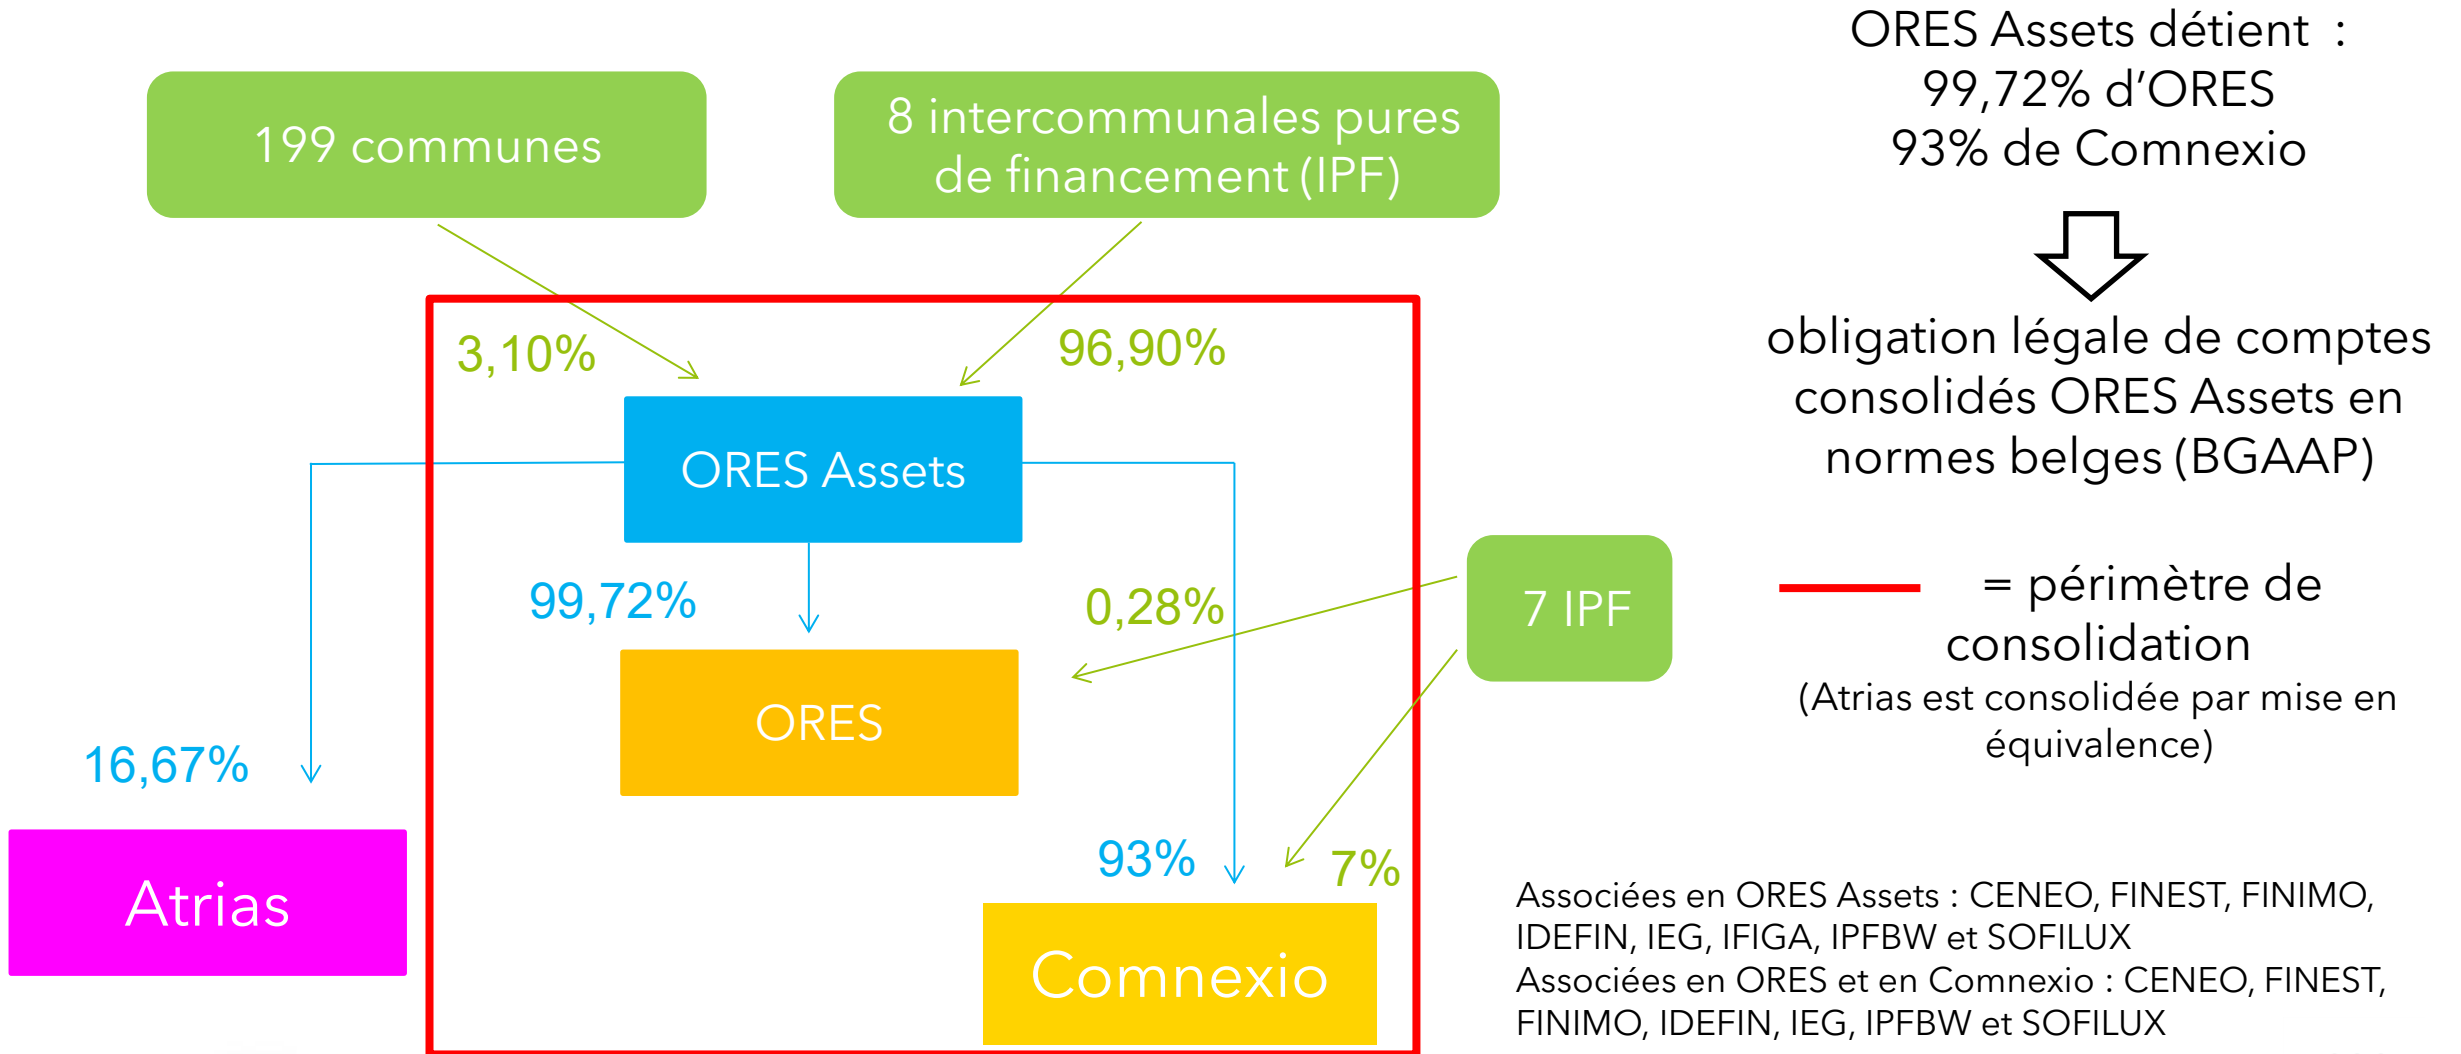 199 communes
8 intercommunales pures
de financement (IPF)
3,10%
96,90%
ORES Assets
99,72%
0,28%
7 IPF
ORES
16,67%
Atrias
93%
7%
Comnexio
ORES Assets détient :
99,72% d’ORES
93% de Comnexio
obligation légale de comptes
consolidés ORES Assets en
normes belges (BGAAP)
= périmètre de
consolidation
(Atrias est consolidée par mise en
équivalence)
Associées en ORES Assets : CENEO, FINEST, FINIMO,
IDEFIN, IEG, IFIGA, IPFBW et SOFILUX
Associées en ORES et en Comnexio : CENEO, FINEST,
FINIMO, IDEFIN, IEG, IPFBW et SOFILUX